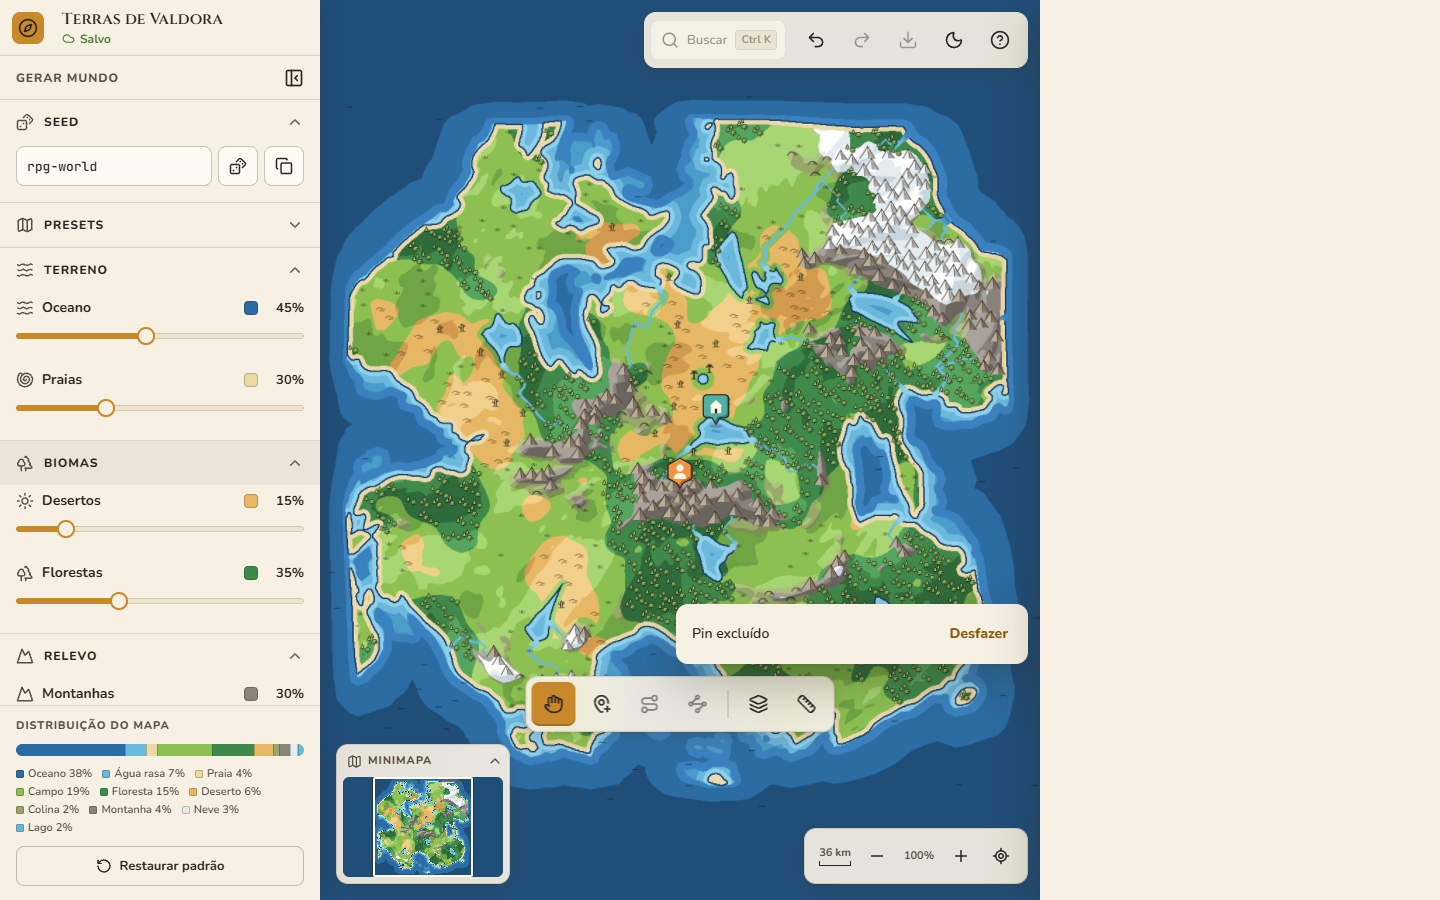 Terras de Valdora
Salvo
GERAR MUNDO
SEED
rpg-world
PRESETS
TERRENO
Oceano 45%
Praias 30%
BIOMAS
Desertos 15%
Florestas 35%
RELEVO
Montanhas 30%
DISTRIBUIÇÃO DO MAPA
Oceano 38% Água rasa 7% Praia 4%
Campo 19% Floresta 15% Deserto 6%
Colina 2% Montanha 4% Neve 3%
Lago 2%
Restaurar padrão
Buscar Ctrl K
Pin excluído Desfazer
MINIMAPA
36 km 100%